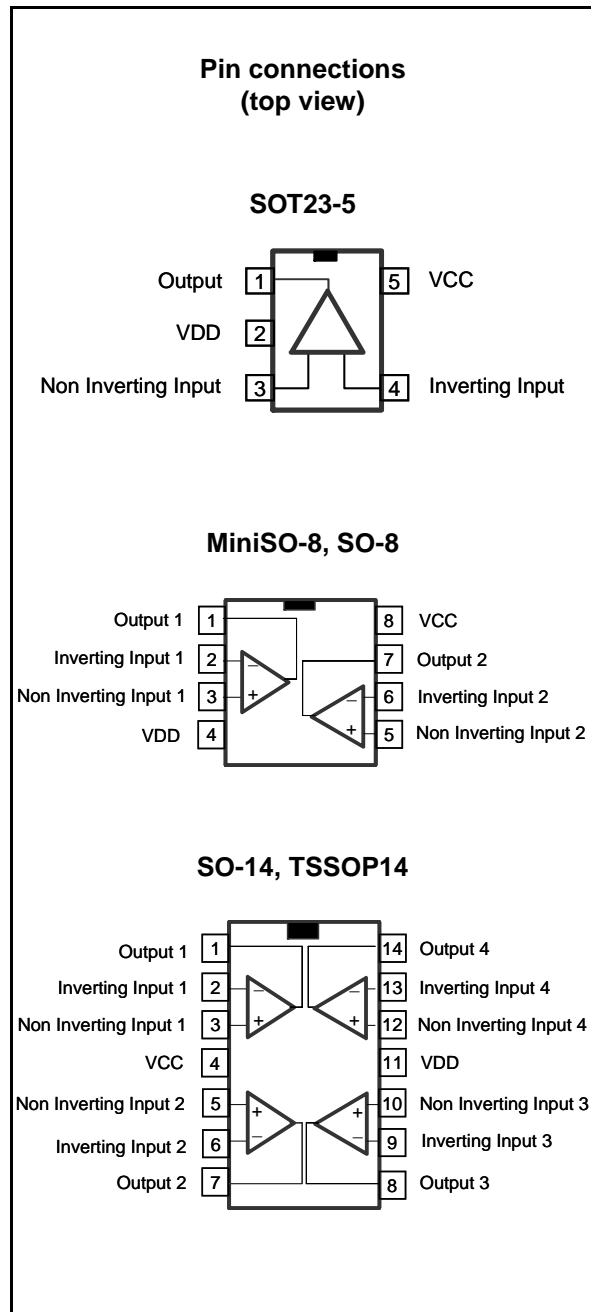 Pin connections
(top view)
SOT23-5
Output 1 5 VCC
VDD 2
Non Inverting Input 3 4 Inverting Input
MiniSO-8, SO-8
Output 1 1 8 VCC
Inverting Input 1 2 − 7 Output 2
Non Inverting Input 1 3 + − 6 Inverting Input 2
VDD 4 + 5 Non Inverting Input 2
SO-14, TSSOP14
Output 1 1 14 Output 4
Inverting Input 1 2 − − 13 Inverting Input 4
Non Inverting Input 1 3 + + 12 Non Inverting Input 4
VCC 4 11 VDD
Non Inverting Input 2 5 + + 10 Non Inverting Input 3
Inverting Input 2 6 − − 9 Inverting Input 3
Output 2 7 8 Output 3